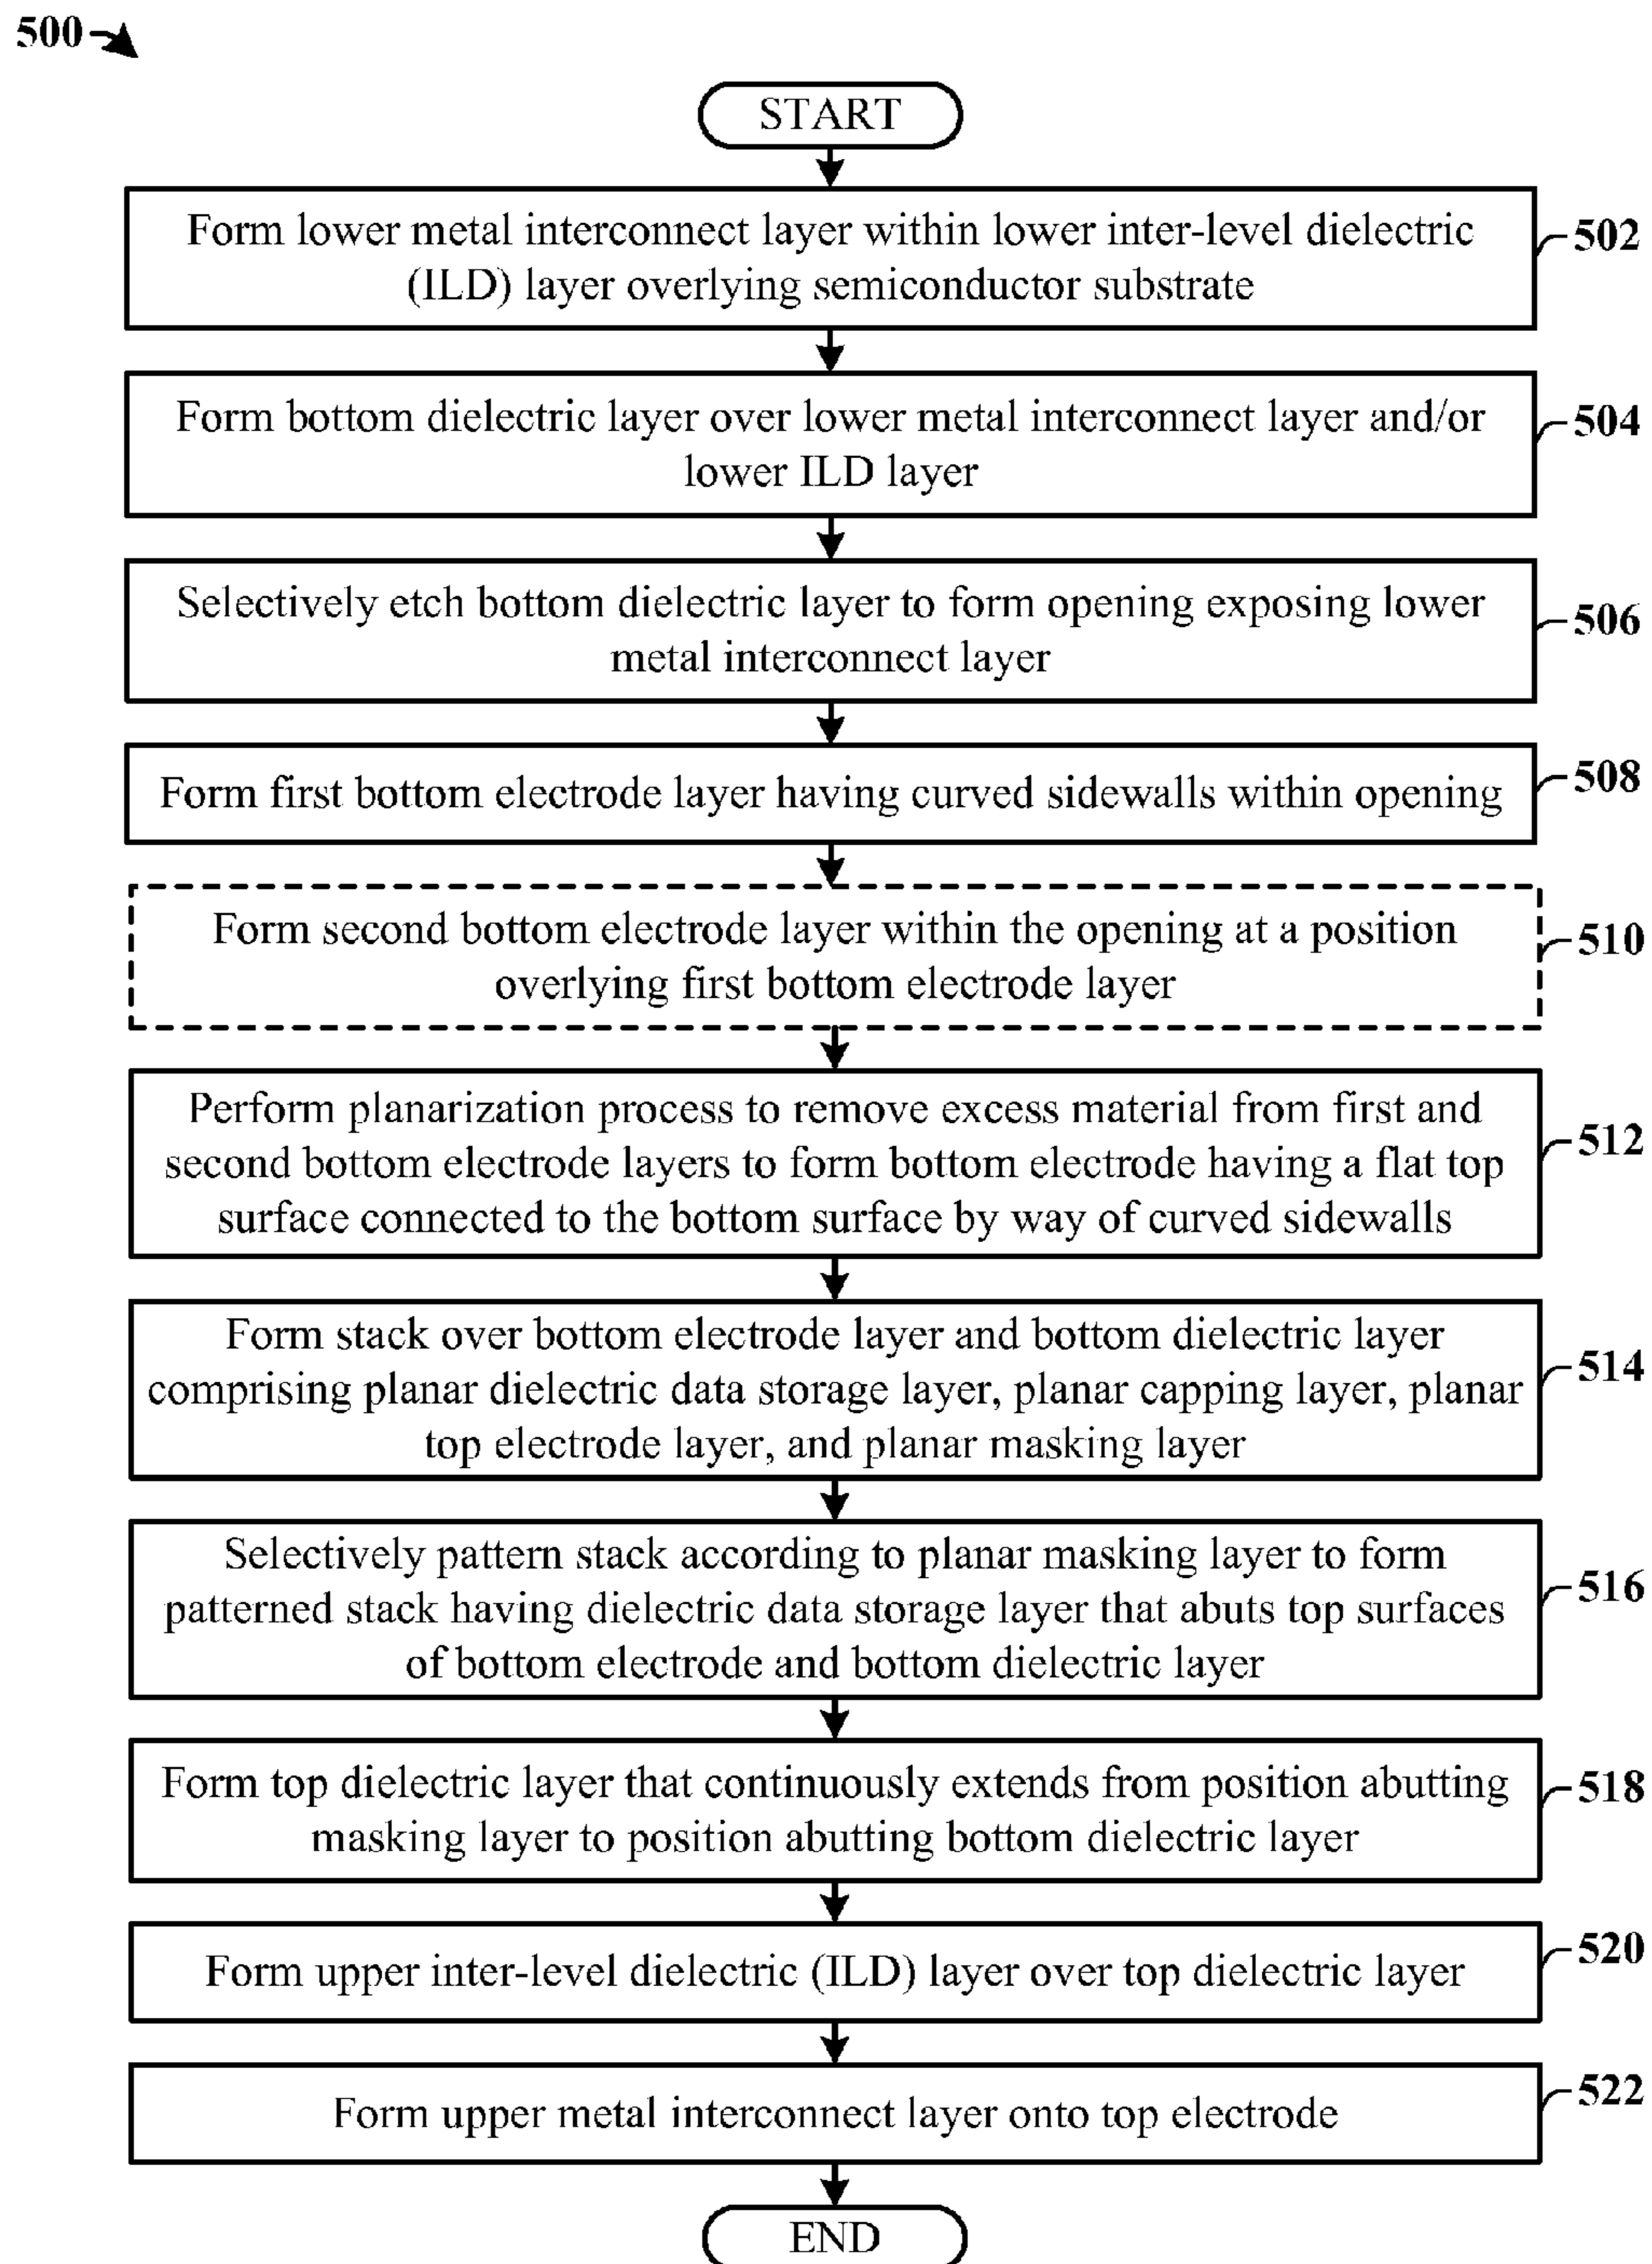 500
START
Form lower metal interconnect layer within lower inter-level dielectric
(ILD) layer overlying semiconductor substrate
502
Form bottom dielectric layer over lower metal interconnect layer and/or
lower ILD layer
504
Selectively etch bottom dielectric layer to form opening exposing lower
metal interconnect layer
506
Form first bottom electrode layer having curved sidewalls within opening
508
Form second bottom electrode layer within the opening at a position
overlying first bottom electrode layer
510
Perform planarization process to remove excess material from first and
second bottom electrode layers to form bottom electrode having a flat top
surface connected to the bottom surface by way of curved sidewalls
512
Form stack over bottom electrode layer and bottom dielectric layer
comprising planar dielectric data storage layer, planar capping layer, planar
top electrode layer, and planar masking layer
514
Selectively pattern stack according to planar masking layer to form
patterned stack having dielectric data storage layer that abuts top surfaces
of bottom electrode and bottom dielectric layer
516
Form top dielectric layer that continuously extends from position abutting
masking layer to position abutting bottom dielectric layer
518
Form upper inter-level dielectric (ILD) layer over top dielectric layer
520
Form upper metal interconnect layer onto top electrode
522
END